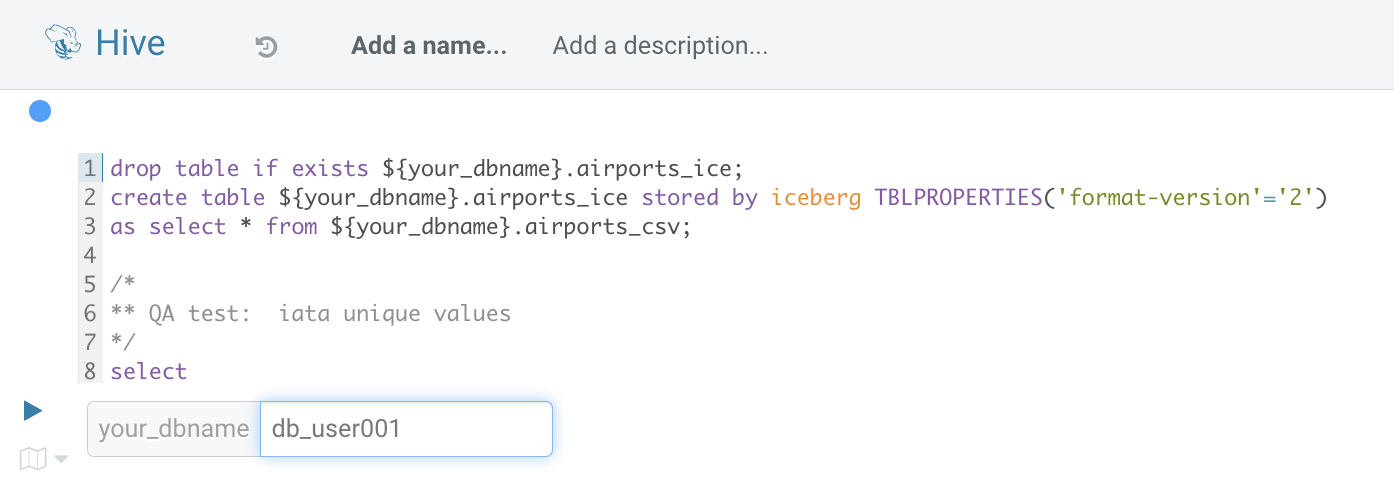 Hive Add a name... Add a description...
1 drop table if exists ${your_dbname}.airports_ice;
2 create table ${your_dbname}.airports_ice stored by iceberg TBLPROPERTIES('format-version'='2')
3 as select * from ${your_dbname}.airports_csv;
4
5 /*
6 ** QA test:  iata unique values
7 */
8 select
your_dbname db_user001